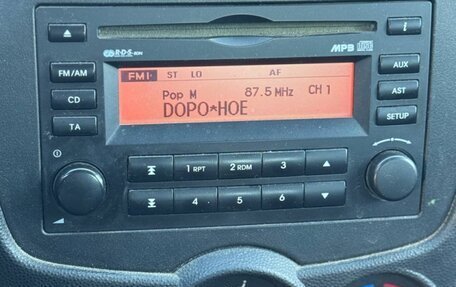 R·D·S EON
MP3
i
FM/AM
AUX
FM1 ST LO AF
Pop M 87.5 MHz CH 1
DOPO*HOE
CD
AST
TA
SETUP
1 RPT 2 RDM 3
4 5 6
i